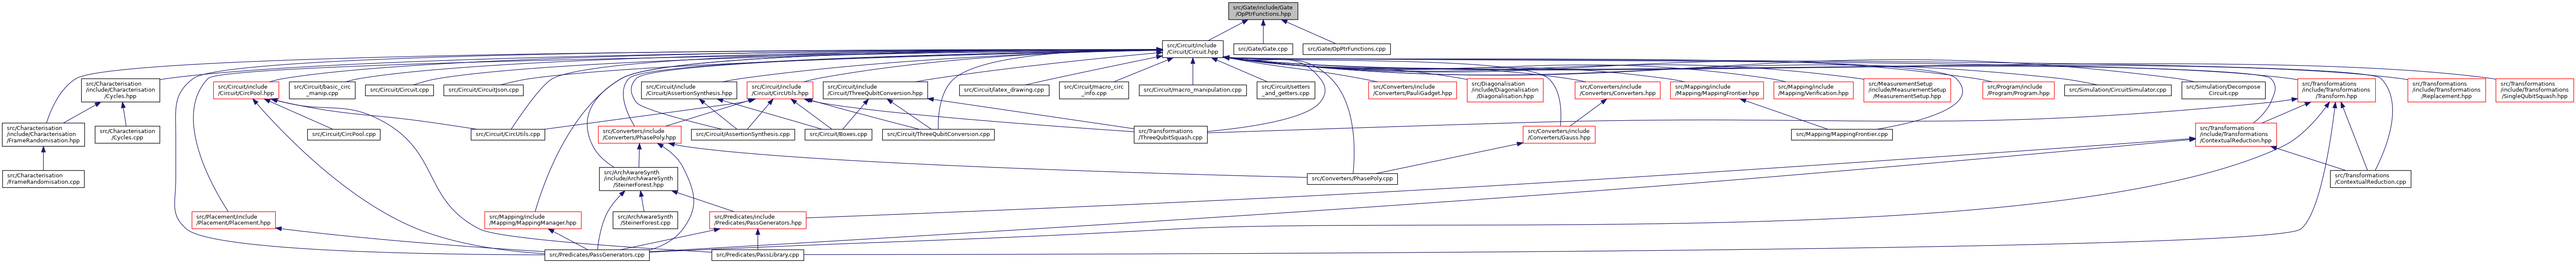 src/Gate/include/Gate
/OpPtrFunctions.hpp
src/Circuit/include
/Circuit/Circuit.hpp
src/Gate/Gate.cpp
src/Gate/OpPtrFunctions.cpp
src/Characterisation
/include/Characterisation
/Cycles.hpp
src/Circuit/include
/Circuit/CircPool.hpp
src/Circuit/basic_circ
_manip.cpp
src/Circuit/Circuit.cpp
src/Circuit/CircuitJson.cpp
src/Circuit/include
/Circuit/AssertionSynthesis.hpp
src/Circuit/include
/Circuit/CircUtils.hpp
src/Circuit/include
/Circuit/ThreeQubitConversion.hpp
src/Circuit/latex_drawing.cpp
src/Circuit/macro_circ
_info.cpp
src/Circuit/macro_manipulation.cpp
src/Circuit/setters
_and_getters.cpp
src/Converters/include
/Converters/PauliGadget.hpp
src/Diagonalisation
/include/Diagonalisation
/Diagonalisation.hpp
src/Converters/include
/Converters/Converters.hpp
src/Mapping/include
/Mapping/MappingFrontier.hpp
src/Mapping/include
/Mapping/Verification.hpp
src/MeasurementSetup
/include/MeasurementSetup
/MeasurementSetup.hpp
src/Program/include
/Program/Program.hpp
src/Simulation/CircuitSimulator.cpp
src/Simulation/Decompose
Circuit.cpp
src/Transformations
/include/Transformations
/Transform.hpp
src/Transformations
/include/Transformations
/Replacement.hpp
src/Transformations
/include/Transformations
/SingleQubitSquash.hpp
src/Characterisation
/include/Characterisation
/FrameRandomisation.hpp
src/Characterisation
/Cycles.cpp
src/Circuit/CircPool.cpp
src/Circuit/CircUtils.cpp
src/Converters/include
/Converters/PhasePoly.hpp
src/Circuit/AssertionSynthesis.cpp
src/Circuit/Boxes.cpp
src/Circuit/ThreeQubitConversion.cpp
src/Transformations
/ThreeQubitSquash.cpp
src/Converters/include
/Converters/Gauss.hpp
src/Mapping/MappingFrontier.cpp
src/Transformations
/include/Transformations
/ContextualReduction.hpp
src/Characterisation
/FrameRandomisation.cpp
src/ArchAwareSynth
/include/ArchAwareSynth
/SteinerForest.hpp
src/Converters/PhasePoly.cpp
src/Transformations
/ContextualReduction.cpp
src/Placement/include
/Placement/Placement.hpp
src/Mapping/include
/Mapping/MappingManager.hpp
src/ArchAwareSynth
/SteinerForest.cpp
src/Predicates/include
/Predicates/PassGenerators.hpp
src/Predicates/PassGenerators.cpp
src/Predicates/PassLibrary.cpp